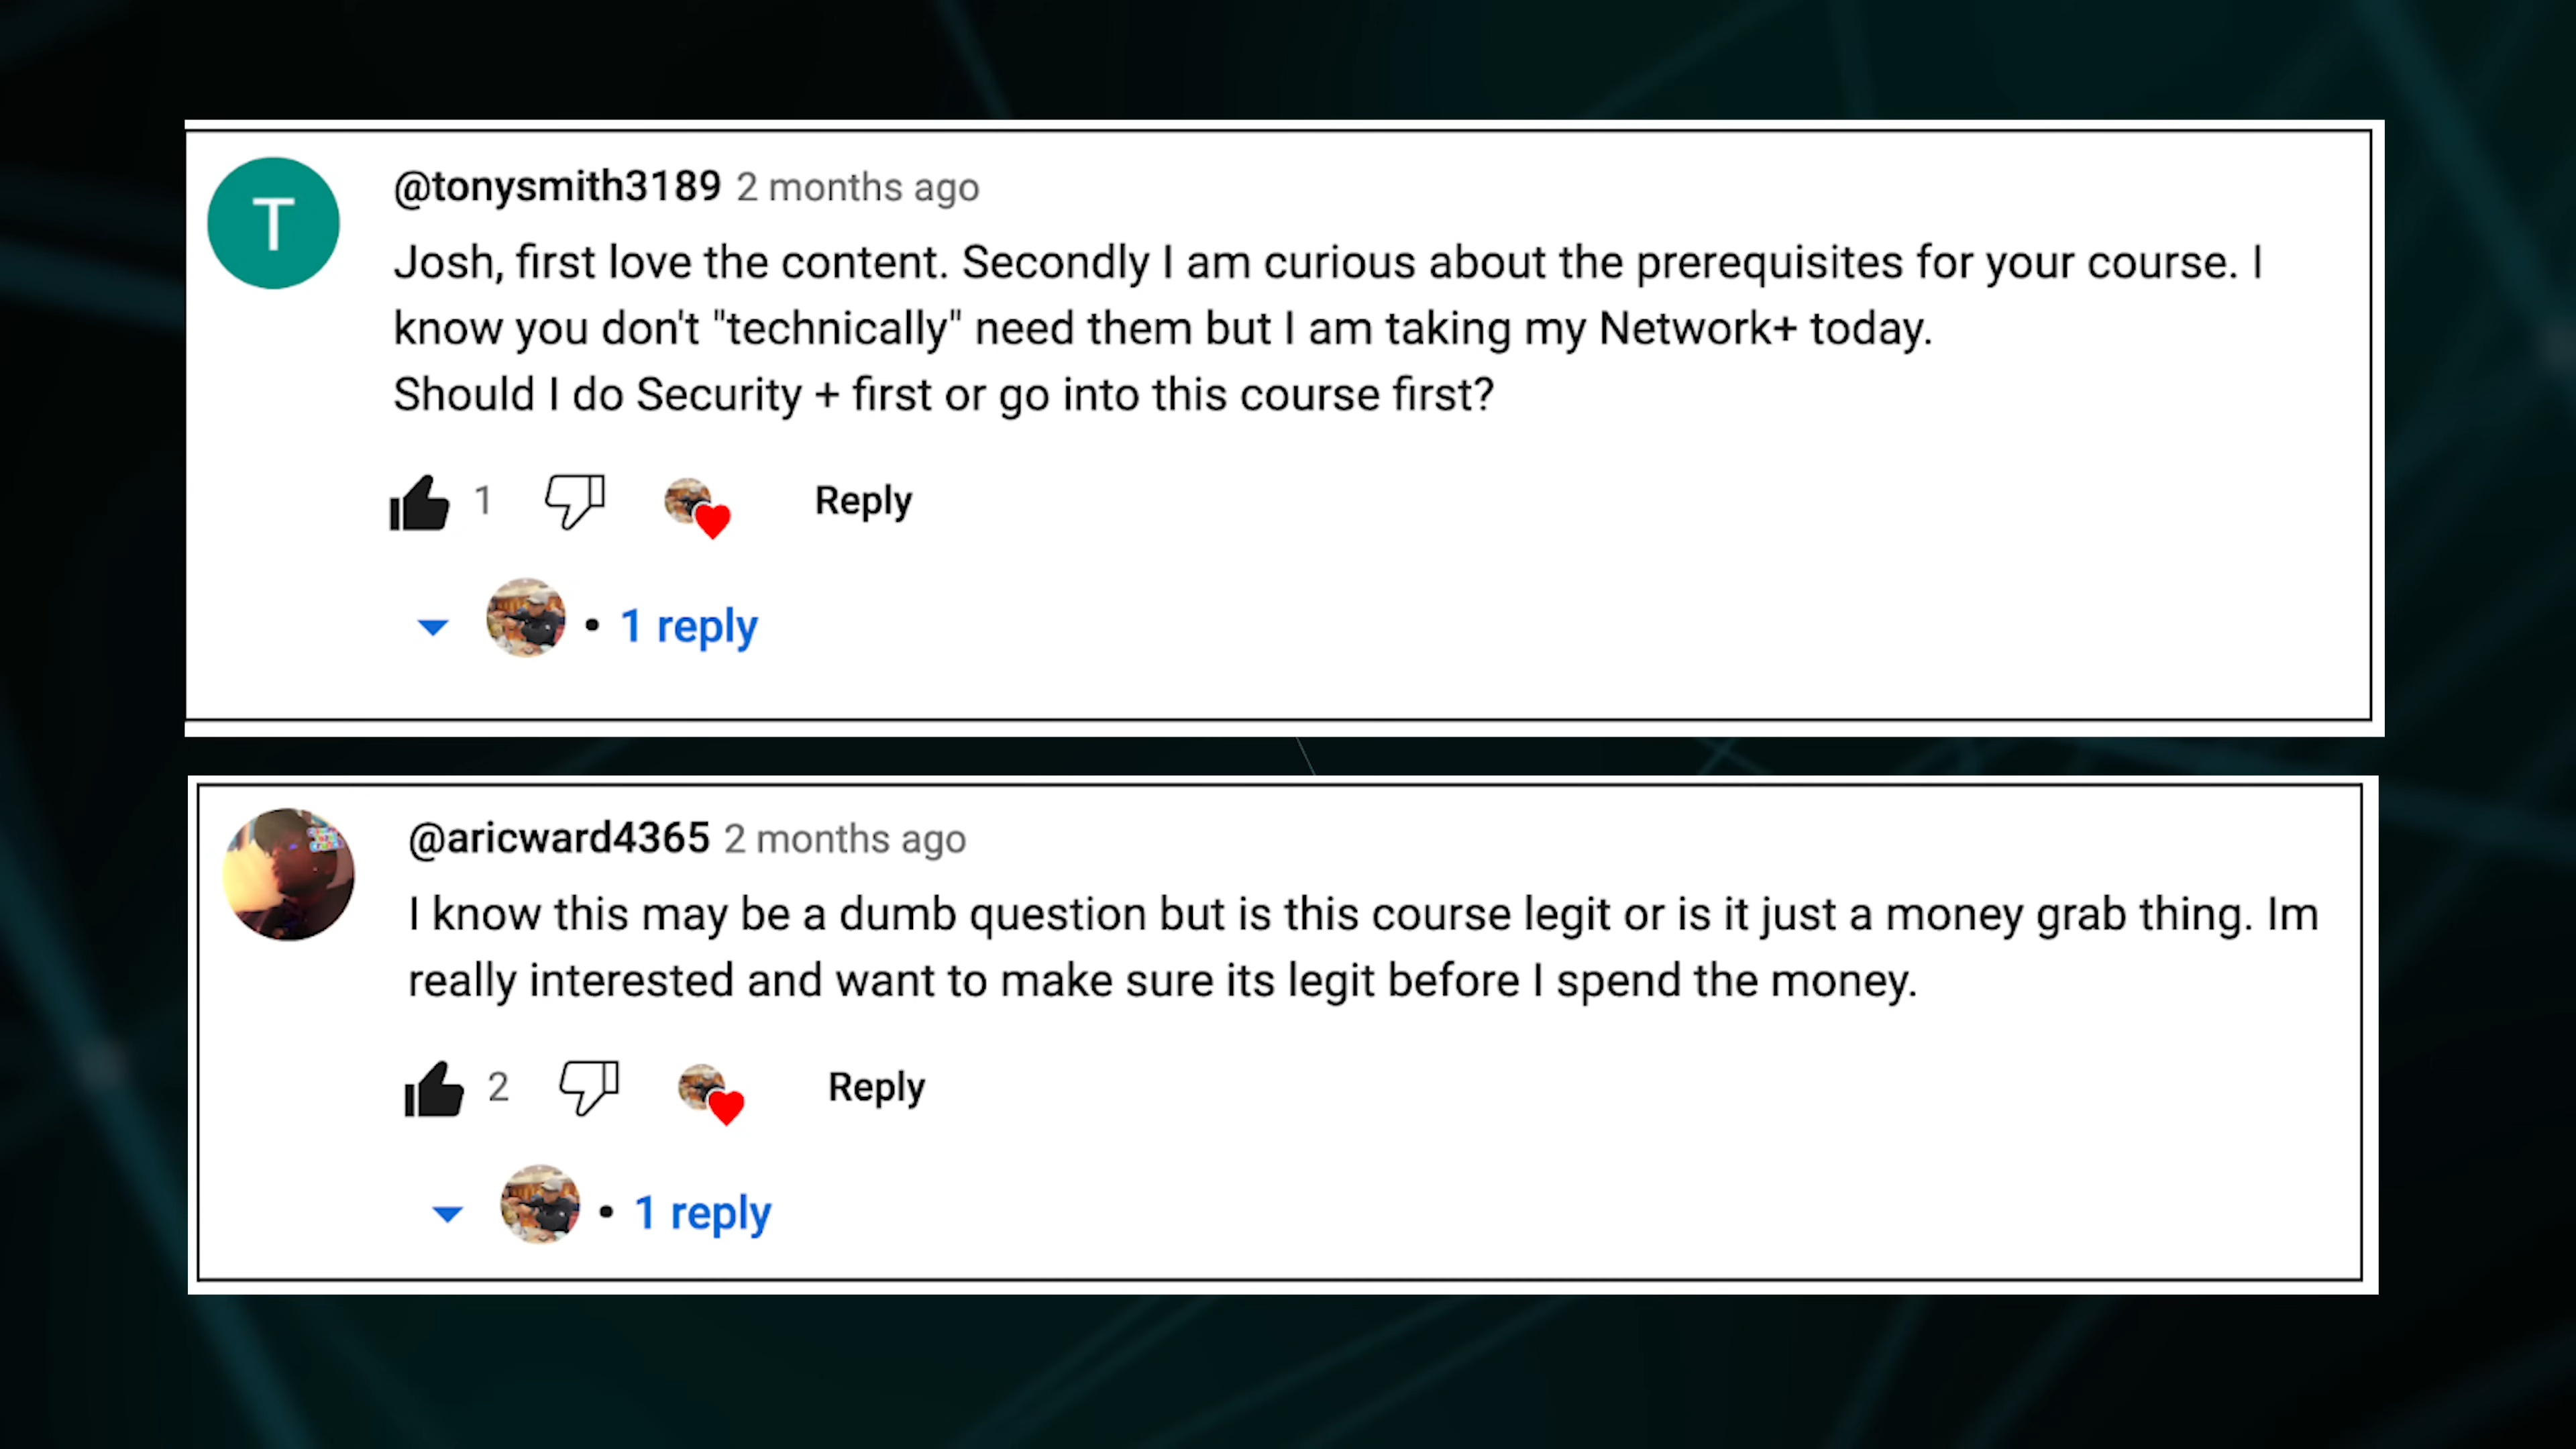 T
@tonysmith3189 2 months ago
Josh, first love the content. Secondly I am curious about the prerequisites for your course. I
know you don't "technically" need them but I am taking my Network+ today.
Should I do Security + first or go into this course first?
1
Reply
• 1 reply
@aricward4365 2 months ago
I know this may be a dumb question but is this course legit or is it just a money grab thing. Im
really interested and want to make sure its legit before I spend the money.
2
Reply
• 1 reply